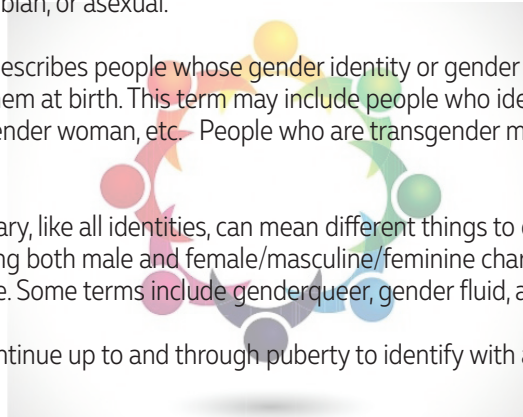 bian, or asexual.
escribes people whose gender identity or gender
em at birth. This term may include people who ide
ender woman, etc. People who are transgender m
ary, like all identities, can mean different things to
ng both male and female/masculine/feminine char
e. Some terms include genderqueer, gender fluid, a
ntinue up to and through puberty to identify with a